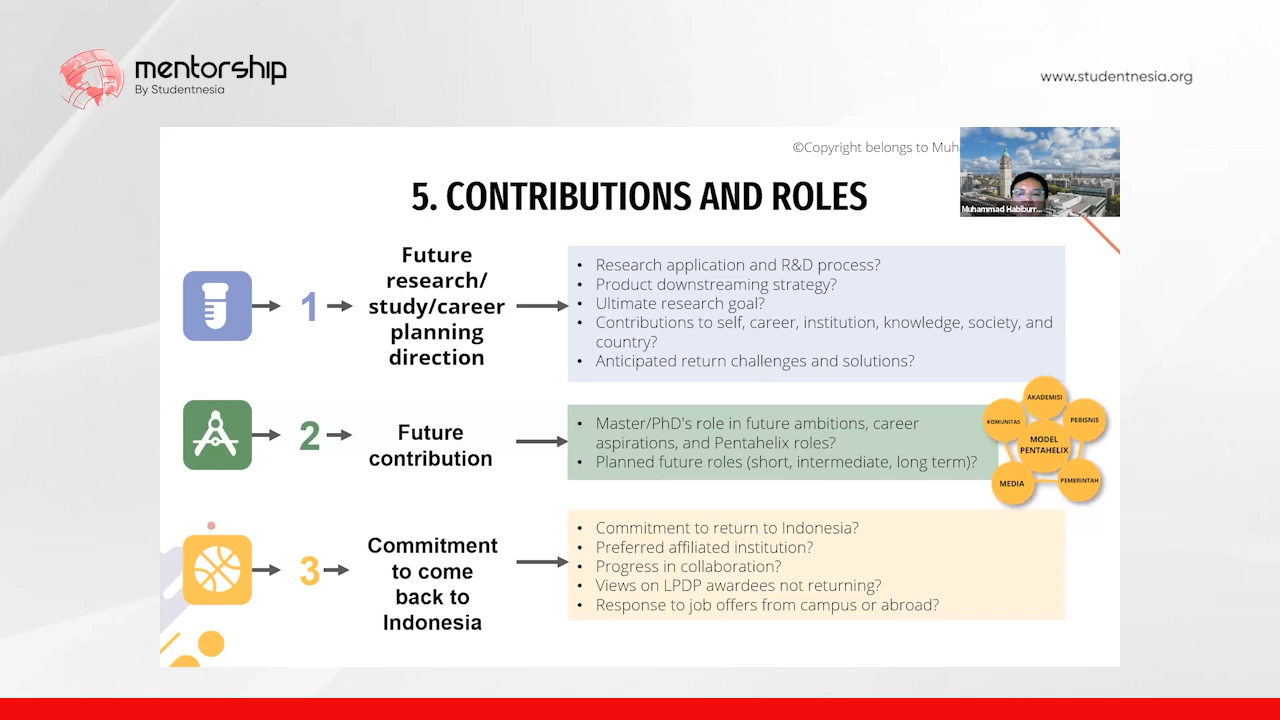 mentorship
By Studentnesia
www.studentnesia.org
©Copyright belongs to
Muhammad Habiburr...
5. CONTRIBUTIONS AND ROLES
1
Future
research/
study/career
planning
direction
• Research application and R&D process?
• Product downstreaming strategy?
• Ultimate research goal?
• Contributions to self, career, institution, knowledge, society, and
country?
• Anticipated return challenges and solutions?
2
Future
contribution
• Master/PhD's role in future ambitions, career
aspirations, and Pentahelix roles?
• Planned future roles (short, intermediate, long term)?
AKADEMISI
KOMUNITAS
PEBISNIS
MODEL
PENTAHELIX
MEDIA
PEMERINTAH
3
Commitment
to come
back to
Indonesia
• Commitment to return to Indonesia?
• Preferred affiliated institution?
• Progress in collaboration?
• Views on LPDP awardees not returning?
• Response to job offers from campus or abroad?